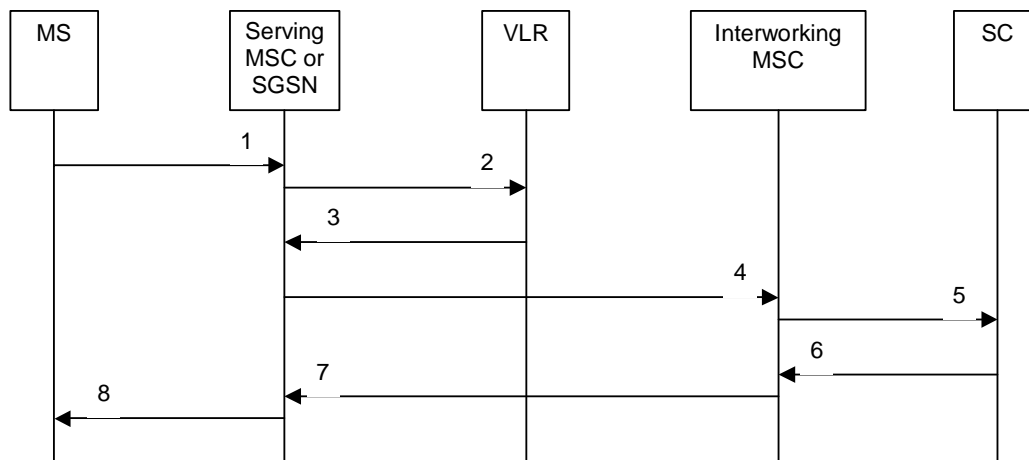 MS
Serving
MSC or
SGSN
VLR
Interworking
MSC
SC
1
2
3
4
5
6
7
8